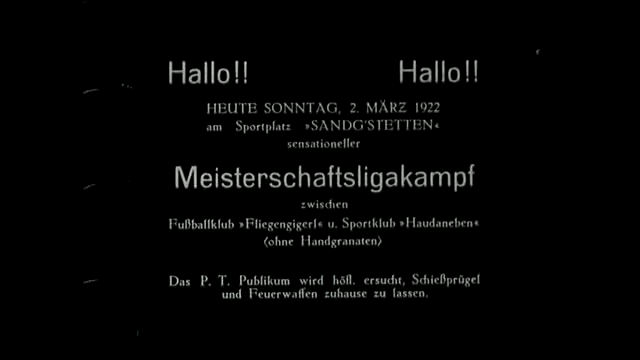 Hallo!! Hallo!!
HEUTE SONNTAG, 2. MÄRZ 1922
am Sportplatz »SANDG'STETTEN«
sensationeller
Meisterschaftsligakampf
zwischen
Fußballklub »Fliegengigerl« u. Sportklub »Haudaneben«
(ohne Handgranaten)
Das P. T. Publikum wird höfl. ersucht, Schießprügel
und Feuerwaffen zuhause zu lassen.